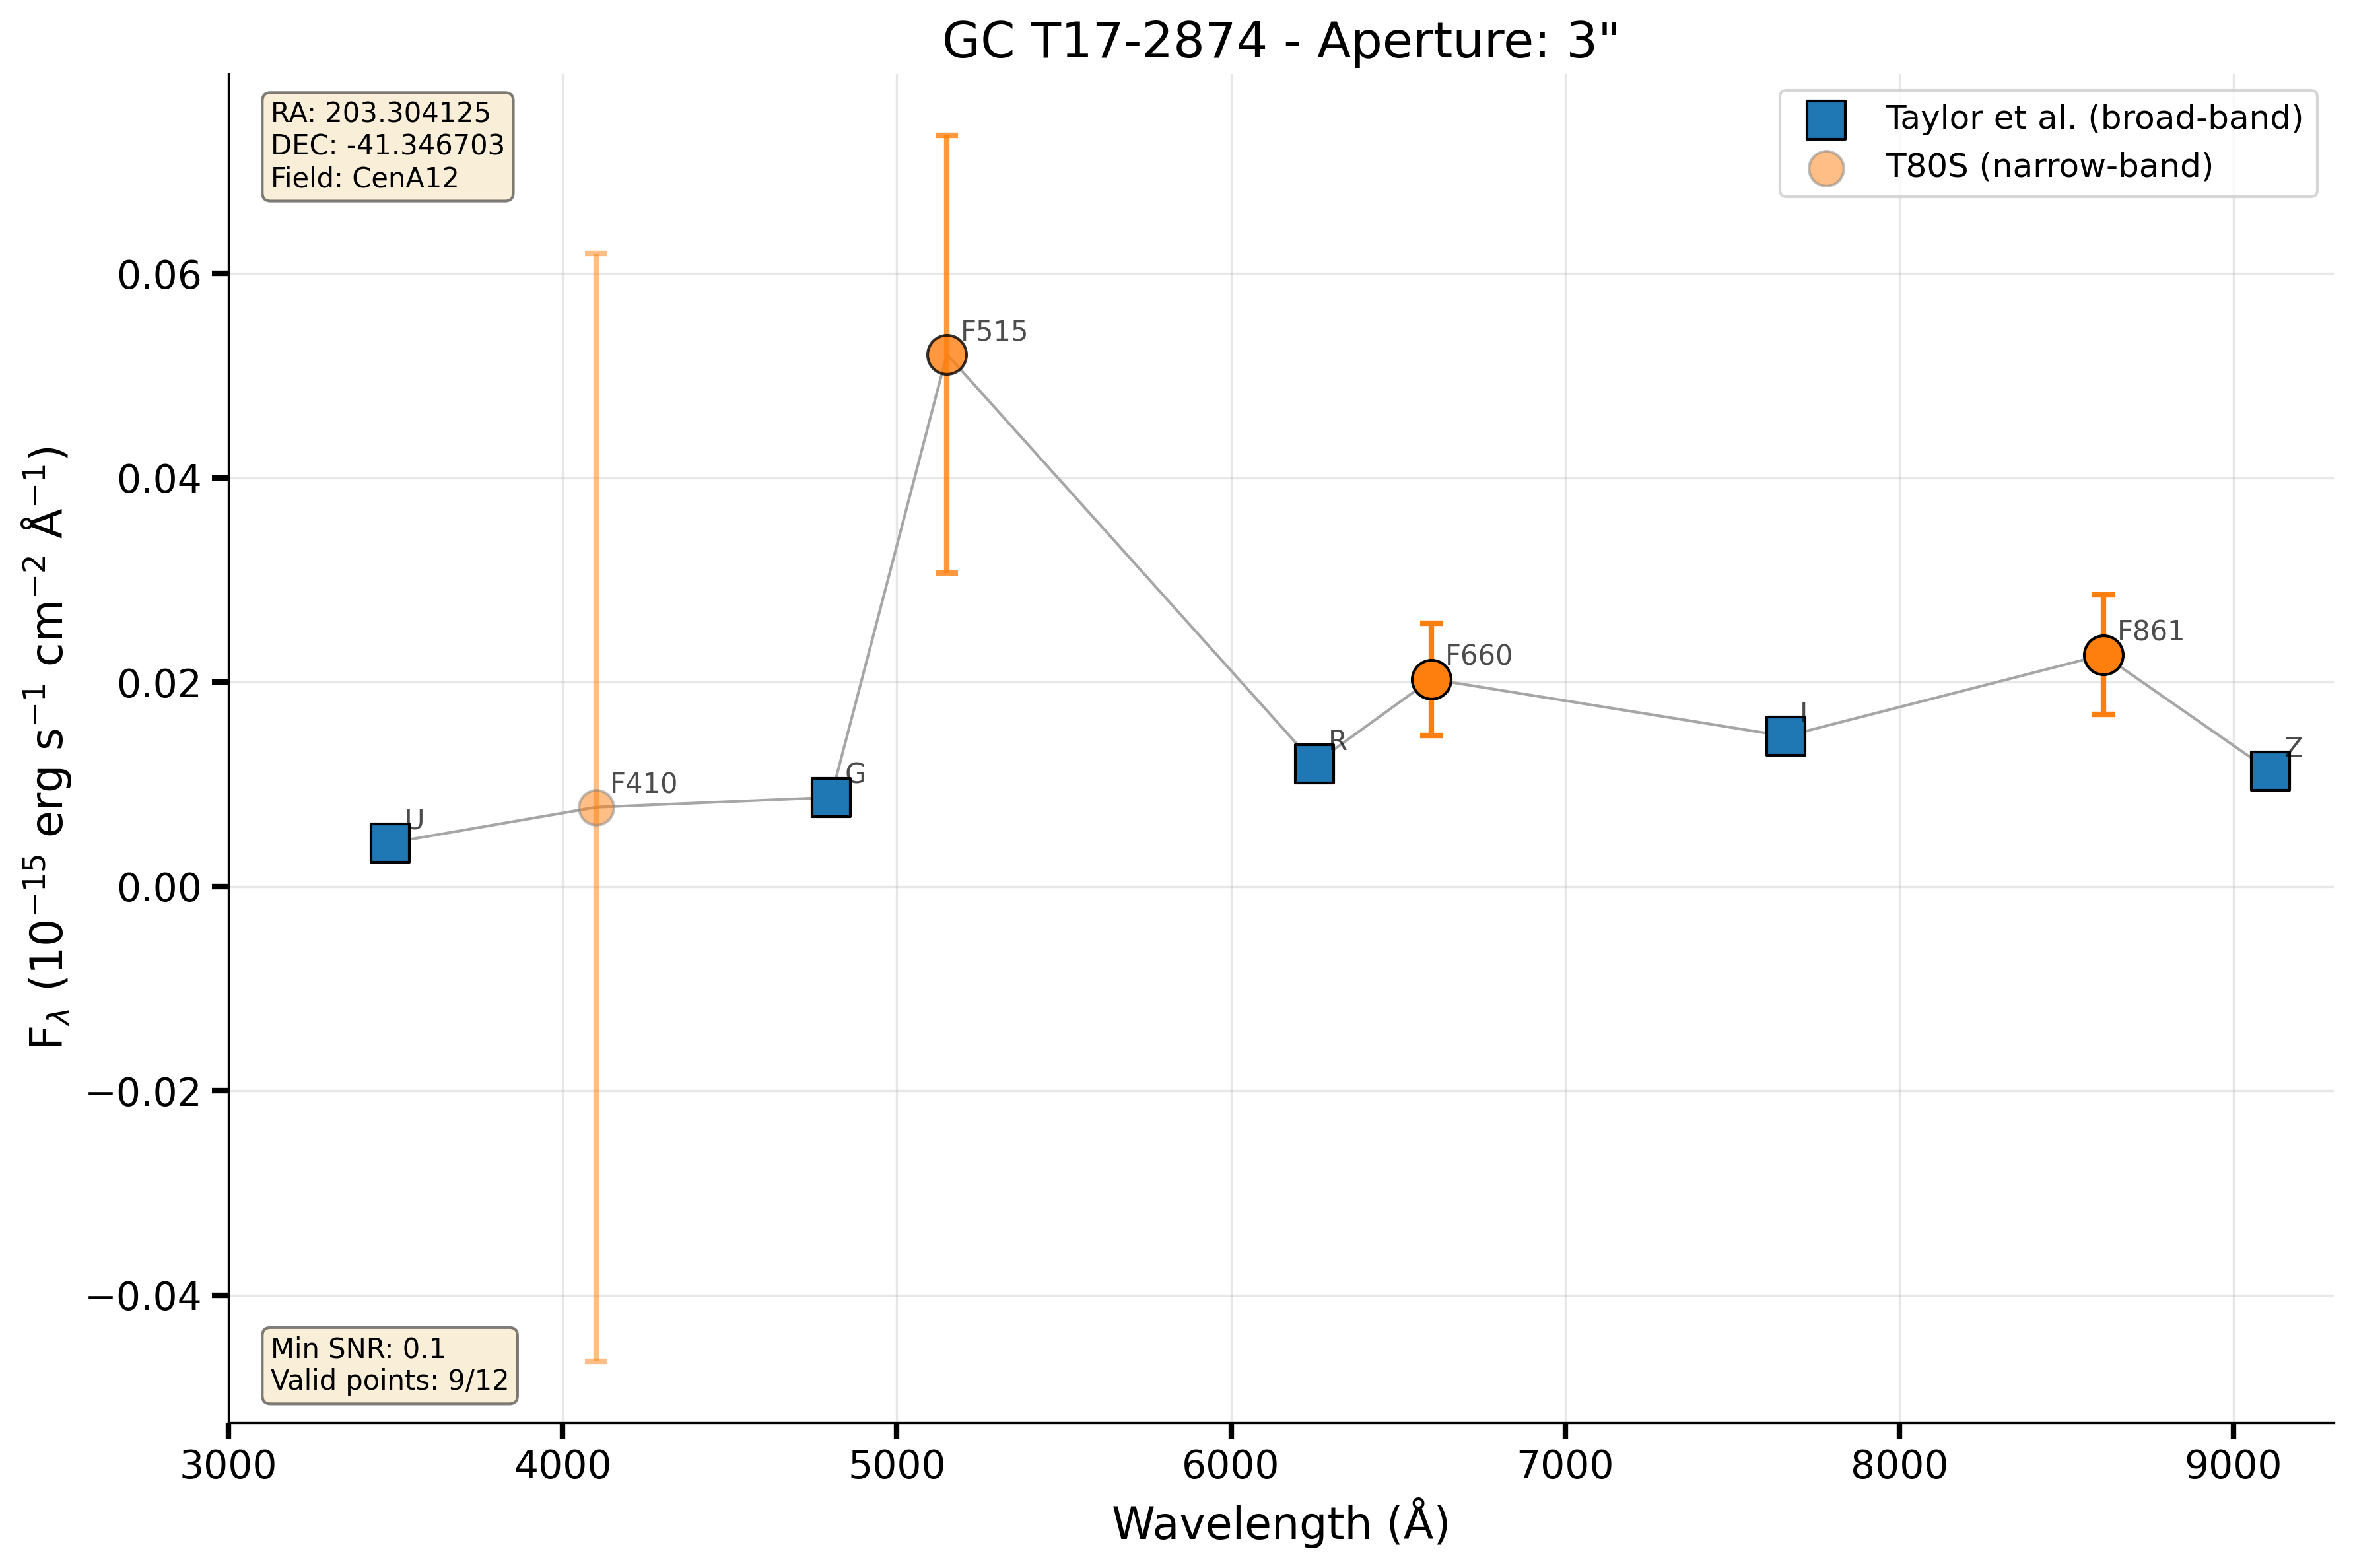 GC T17-2874 - Aperture: 3"
RA: 203.304125
DEC: -41.346703
Field: CenA12
Taylor et al. (broad-band)
T80S (narrow-band)
0.06
0.04
0.02
0.00
−0.02
−0.04
F515
F660
F861
F410
U
G
R
I
Z
Min SNR: 0.1
Valid points: 9/12
3000 4000 5000 6000 7000 8000 9000
Wavelength (Å)
Fλ (10⁻¹⁵ erg s⁻¹ cm⁻² Å⁻¹)